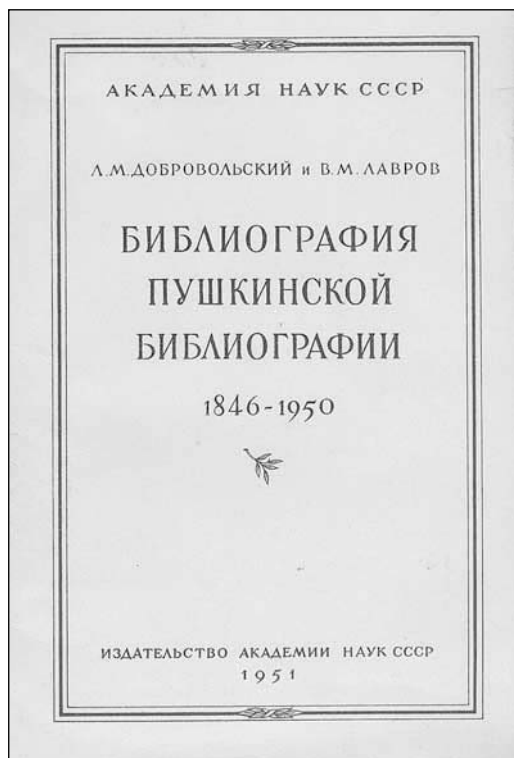 АКАДЕМИЯ НАУК СССР
Л.М.ДОБРОВОЛЬСКИЙ и В.М.ЛАВРОВ
БИБЛИОГРАФИЯ
ПУШКИНСКОЙ
БИБЛИОГРАФИИ
1846-1950
ИЗДАТЕЛЬСТВО АКАДЕМИИ НАУК СССР
1951